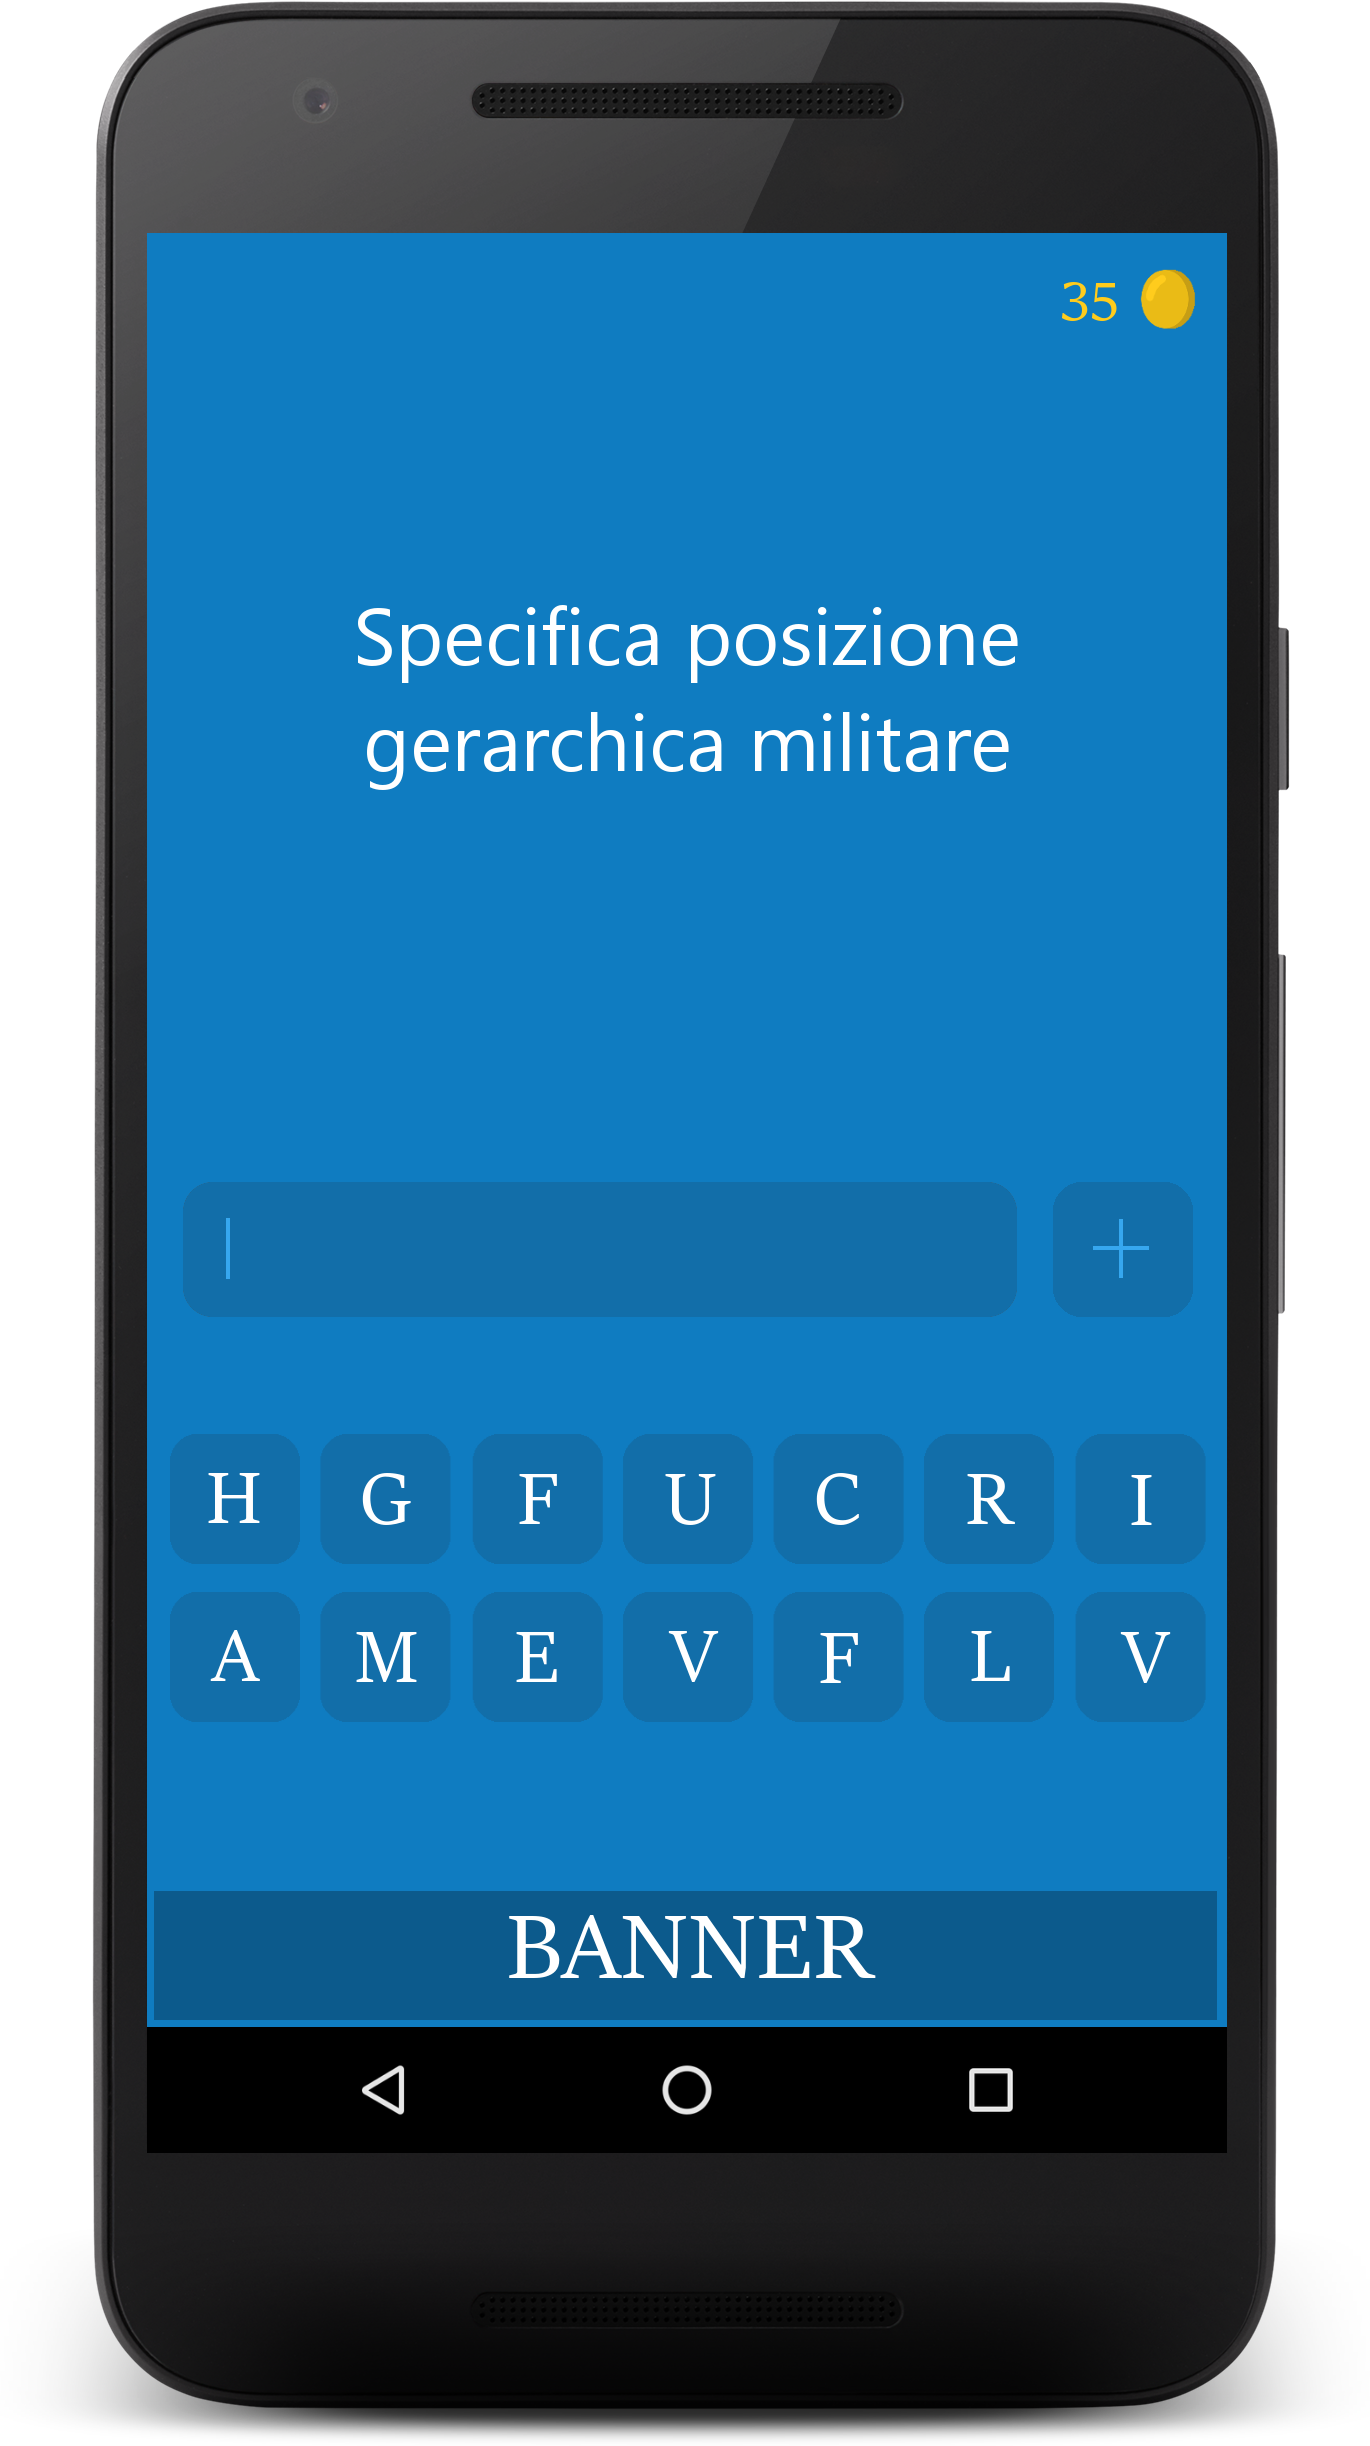 35
Specifica posizione
gerarchica militare
H G F U C R I
A M E V F L V
BANNER